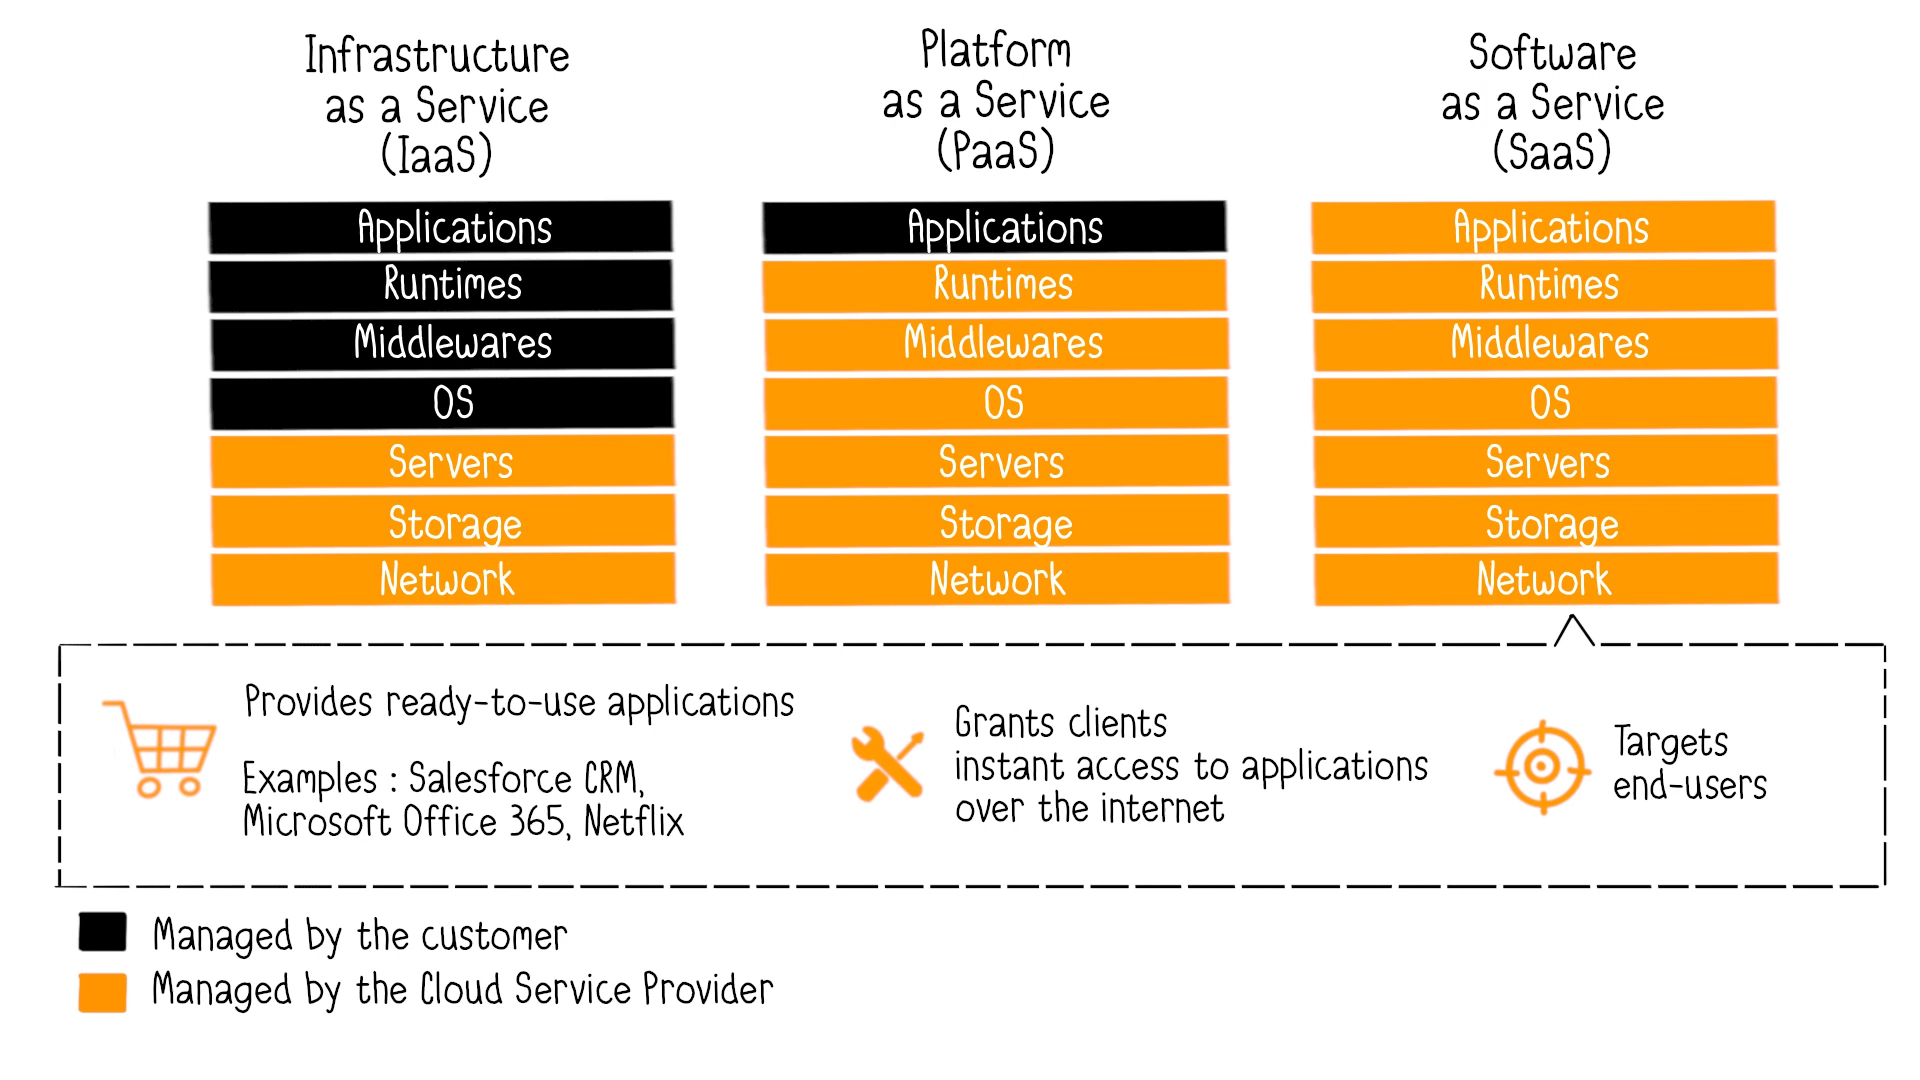 Infrastructure
as a Service
(IaaS)
Platform
as a Service
(PaaS)
Software
as a Service
(SaaS)
Applications
Runtimes
Middlewares
OS
Servers
Storage
Network
Applications
Runtimes
Middlewares
OS
Servers
Storage
Network
Applications
Runtimes
Middlewares
OS
Servers
Storage
Network
Provides ready-to-use applications
Examples : Salesforce CRM,
Microsoft Office 365, Netflix
Grants clients
instant access to applications
over the internet
Targets
end-users
Managed by the customer
Managed by the Cloud Service Provider